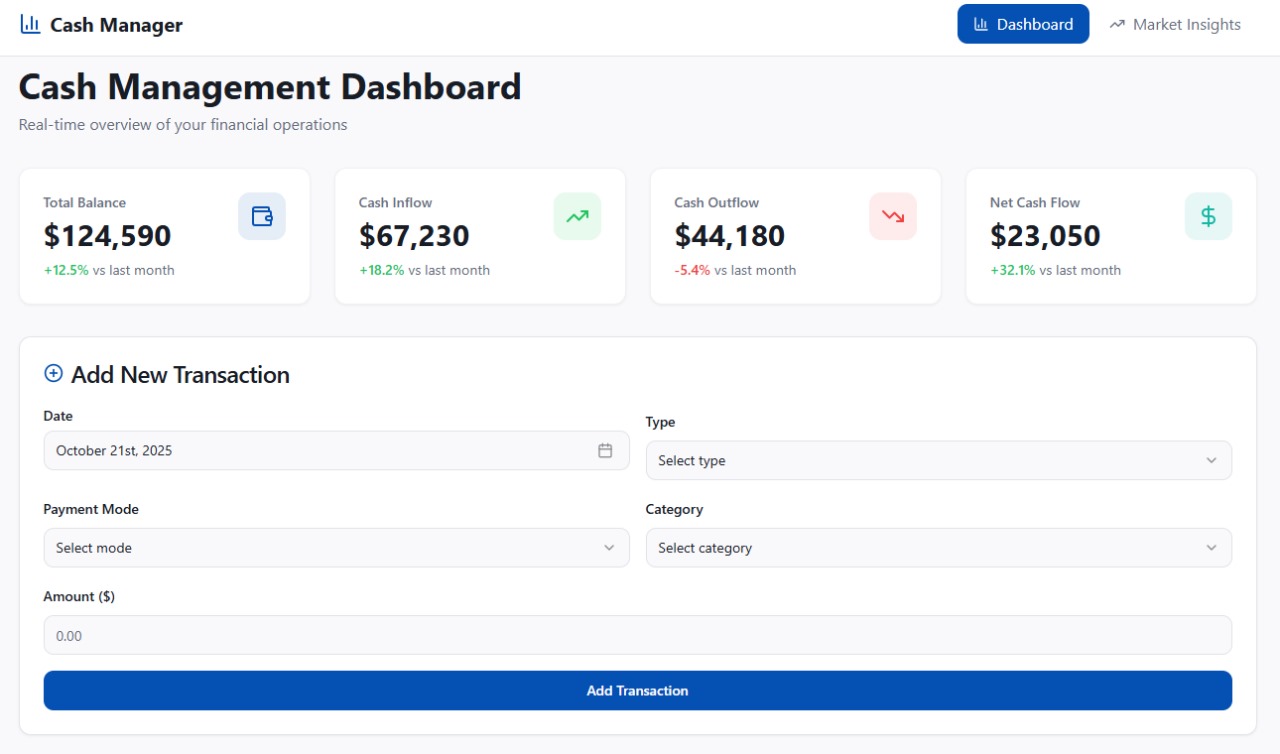 Cash Manager
Dashboard
Market Insights
Cash Management Dashboard
Real-time overview of your financial operations
Total Balance
$124,590
+12.5% vs last month
Cash Inflow
$67,230
+18.2% vs last month
Cash Outflow
$44,180
-5.4% vs last month
Net Cash Flow
$23,050
+32.1% vs last month
Add New Transaction
Date
October 21st, 2025
Type
Select type
Payment Mode
Select mode
Category
Select category
Amount ($)
0.00
Add Transaction